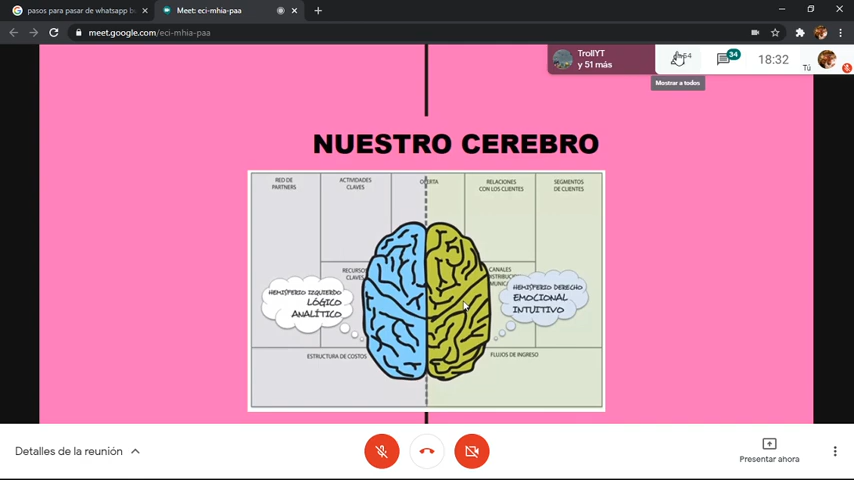 pasos para pasar de whatsapp bu
Meet: eci-mhia-paa
meet.google.com/eci-mhia-paa
TrollYT
y 51 más
34
18:32
Tú
Mostrar a todos
NUESTRO CEREBRO
RED DE
PARTNERS
ACTIVIDADES
CLAVES
OFERTA
RELACIONES
CON LOS CLIENTES
SEGMENTOS
DE CLIENTES
RECURSOS
CLAVES
CANALES
HEMISFERIO IZQUIERDO
LÓGICO
ANALÍTICO
HEMISFERIO DERECHO
EMOCIONAL
INTUITIVO
ESTRUCTURA DE COSTOS
FLUJOS DE INGRESO
Detalles de la reunión
Presentar ahora